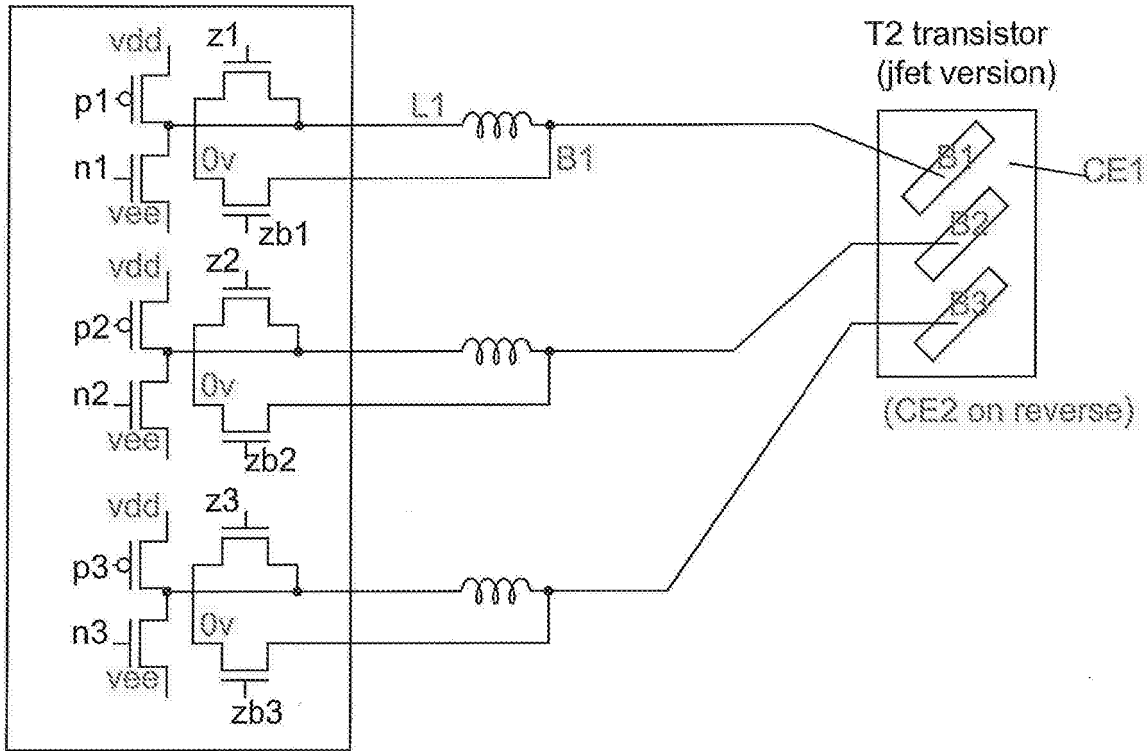 vdd
z1
p1
L1
n1
0v
B1
vee
zb1
T2 transistor
(jfet version)
B1
CE1
B2
B3
(CE2 on reverse)
vdd
z2
p2
0v
n2
vee
zb2
vdd
z3
p3
0v
n3
vee
zb3